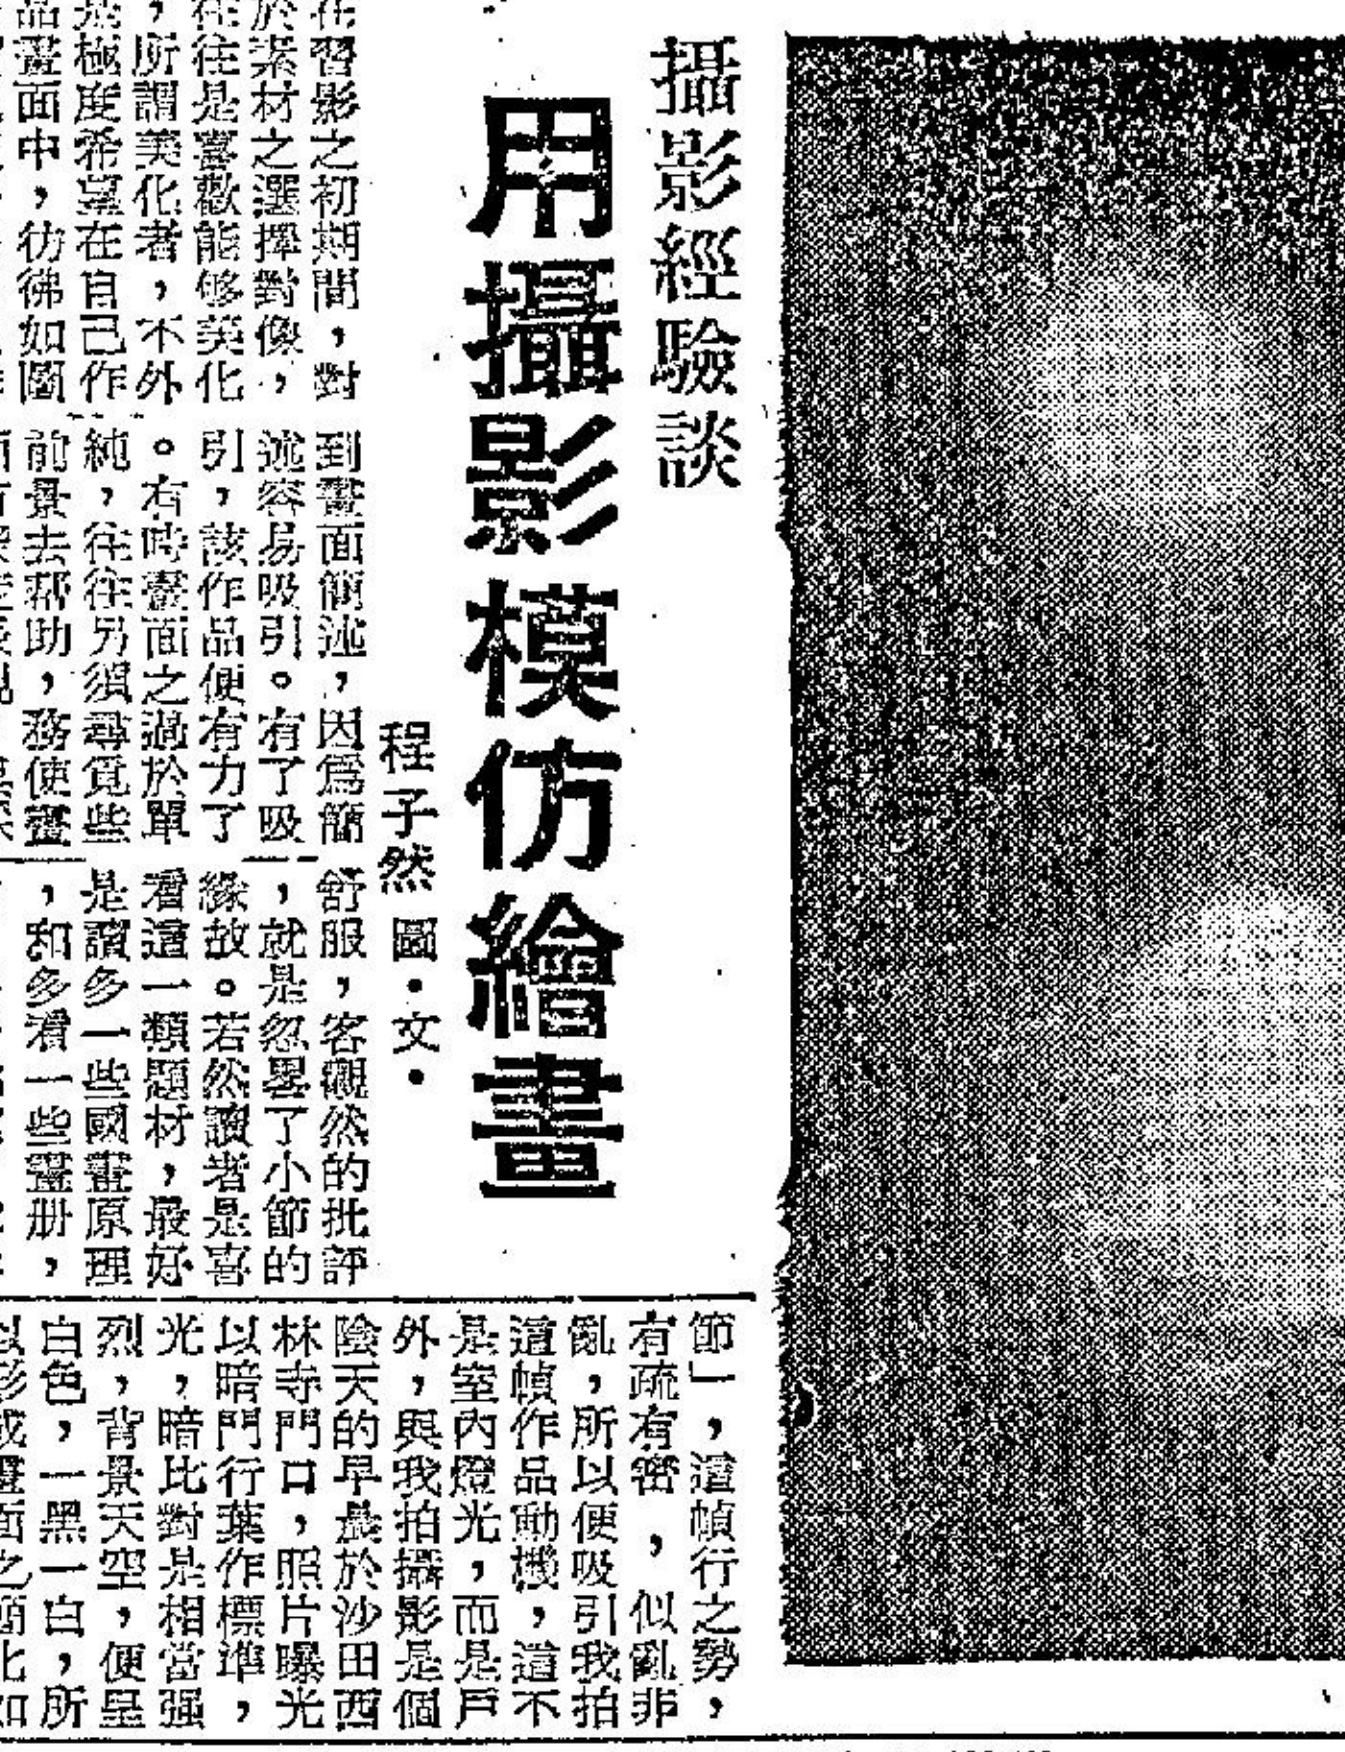 攝影經驗談
用攝影模仿繪畫
程子然 圖・文・
在習影之初期間，對
於素材之選擇對像，
往往是喜歡能够美化
，所謂美化者，不外
是極度希望在自己作
品畫面中，彷彿如圖
到畫面簡述，因爲簡
述容易吸引。有了吸
引，該作品便有力了
。有時畫面之過於單
純，往往另須尋覓些
前景去帮助，務使畫
舒服，客觀然的批評
，就是忽畧了小節的
緣故。若然讀者是喜
看這一類題材，最好
是讀多一些國畫原理
，和多看一些畫册，
節」，這幀行之勢，
有疏有密，似亂非
亂，所以便吸引我拍
這幀作品動機，這不
是室內燈光，而是戶
外，與我拍攝影是個
陰天的早晨於沙田西
林寺門口，照片曝光
以暗門行葉作標準，
光，暗比對是相當强
烈，背景天空，便呈
白色，一黑一白，所